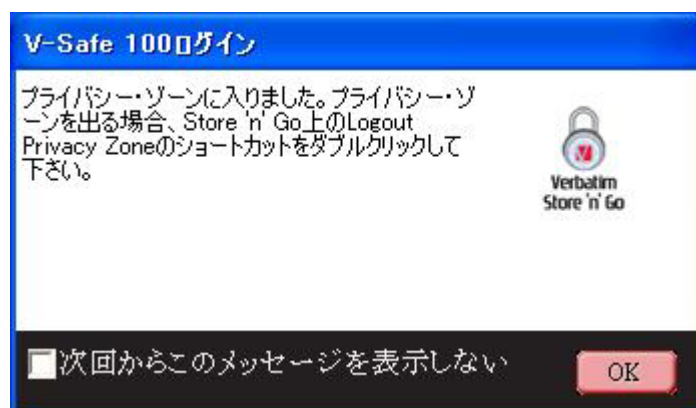 V-Safe 100ログイン
プライバシー・ゾーンに入りました。プライバシー・ゾ
ーンを出る場合、Store 'n' Go上のLogout
Privacy Zoneのショートカットをダブルクリックして
下さい。
Verbatim
Store 'n' Go
次回からこのメッセージを表示しない
OK